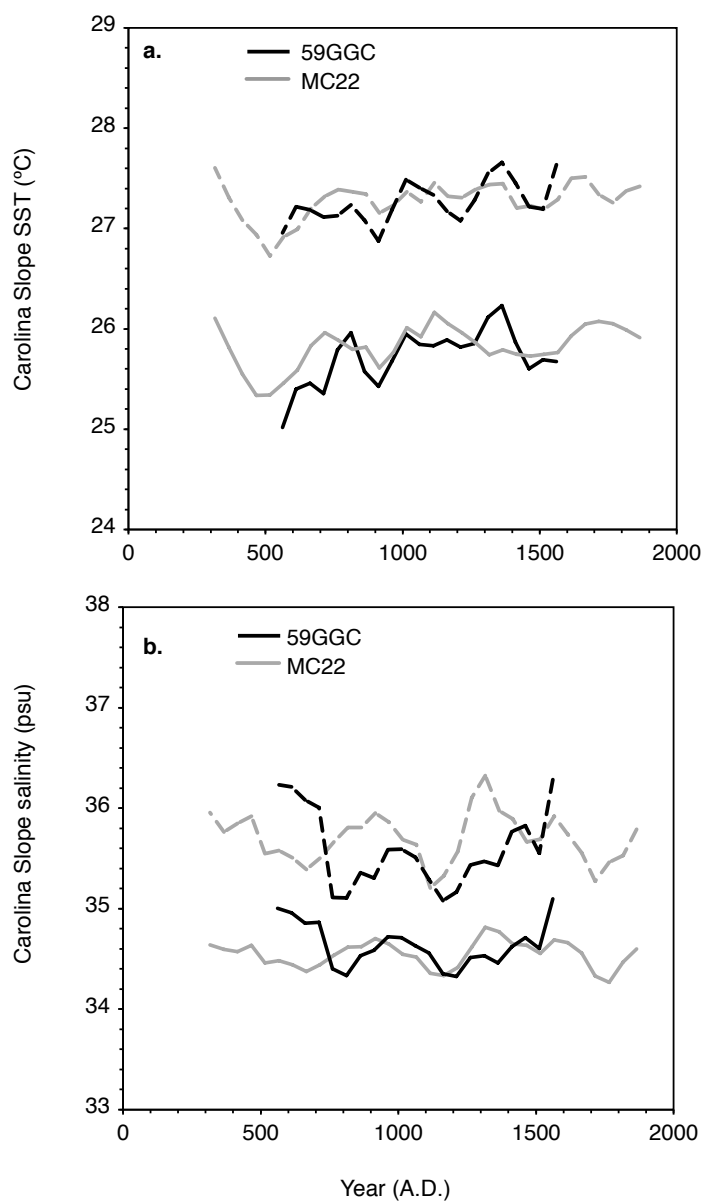 29
a.
59GGC
MC22
28
27
26
25
24
Carolina Slope SST (ºC)
0
500
1000
1500
2000
38
b.
59GGC
MC22
37
36
35
34
33
Carolina Slope salinity (psu)
0
500
1000
1500
2000
Year (A.D.)